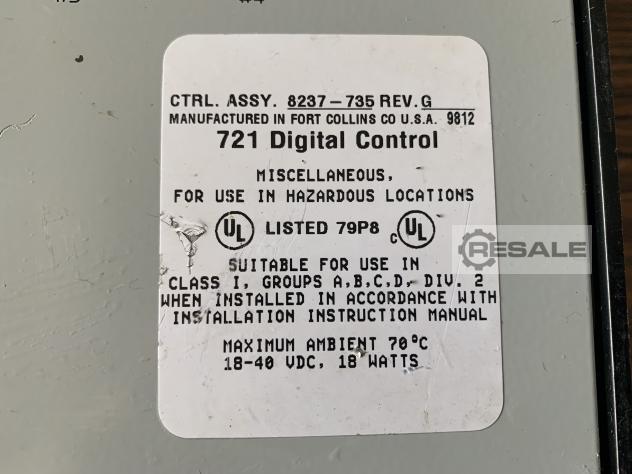 CTRL. ASSY. 8237-735 REV. G
MANUFACTURED IN FORT COLLINS CO U.S.A. 9812
721 Digital Control
MISCELLANEOUS,
FOR USE IN HAZARDOUS LOCATIONS
UL LISTED 79P8 c UL
RESALE
SUITABLE FOR USE IN
CLASS I, GROUPS A,B,C,D, DIV. 2
WHEN INSTALLED IN ACCORDANCE WITH
INSTALLATION INSTRUCTION MANUAL
MAXIMUM AMBIENT 70°C
18-40 VDC, 18 WATTS